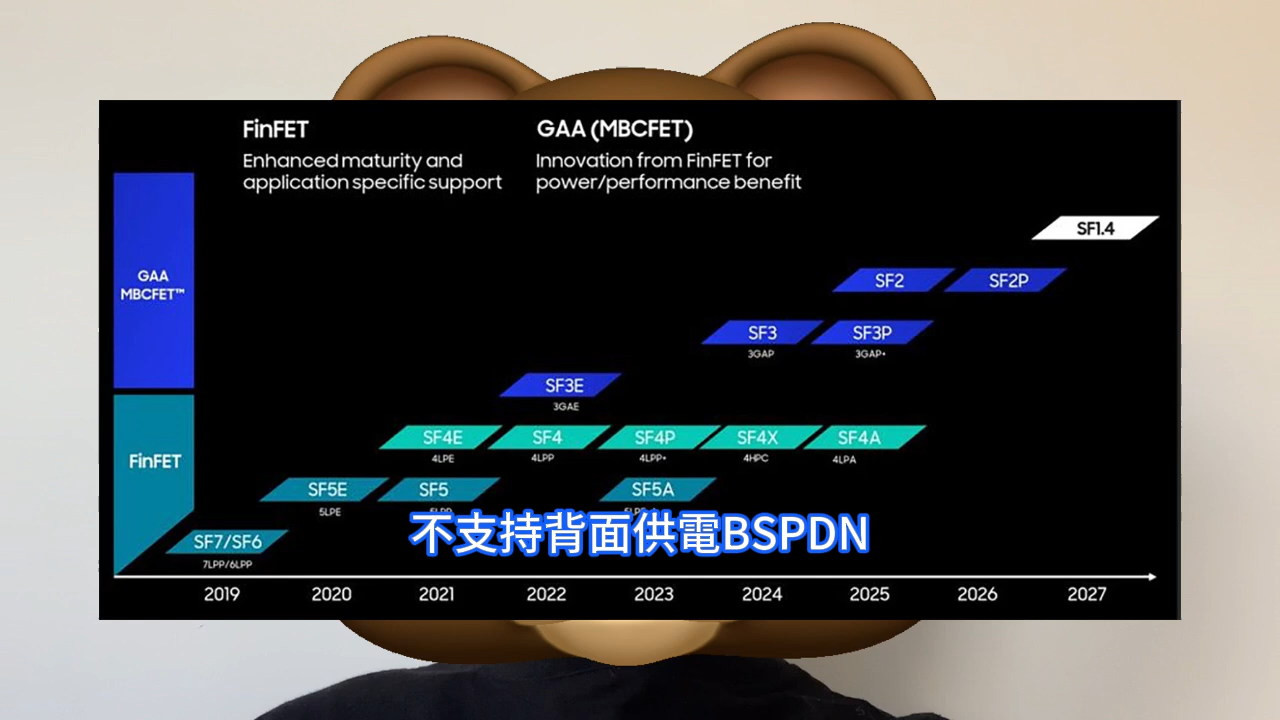 FinFET
Enhanced maturity and
application specific support
GAA (MBCFET)
Innovation from FinFET for
power/performance benefit
GAA
MBCFET™
FinFET
SF1.4
SF2
SF2P
SF3
3GAP
SF3P
3GAP+
SF3E
3GAE
SF4E
4LPE
SF4
4LPP
SF4P
4LPP+
SF4X
4HPC
SF4A
4LPA
SF5E
5LPE
SF5
SF5A
SF7/SF6
7LPP/6LPP
不支持背面供電BSPDN
2019 2020 2021 2022 2023 2024 2025 2026 2027